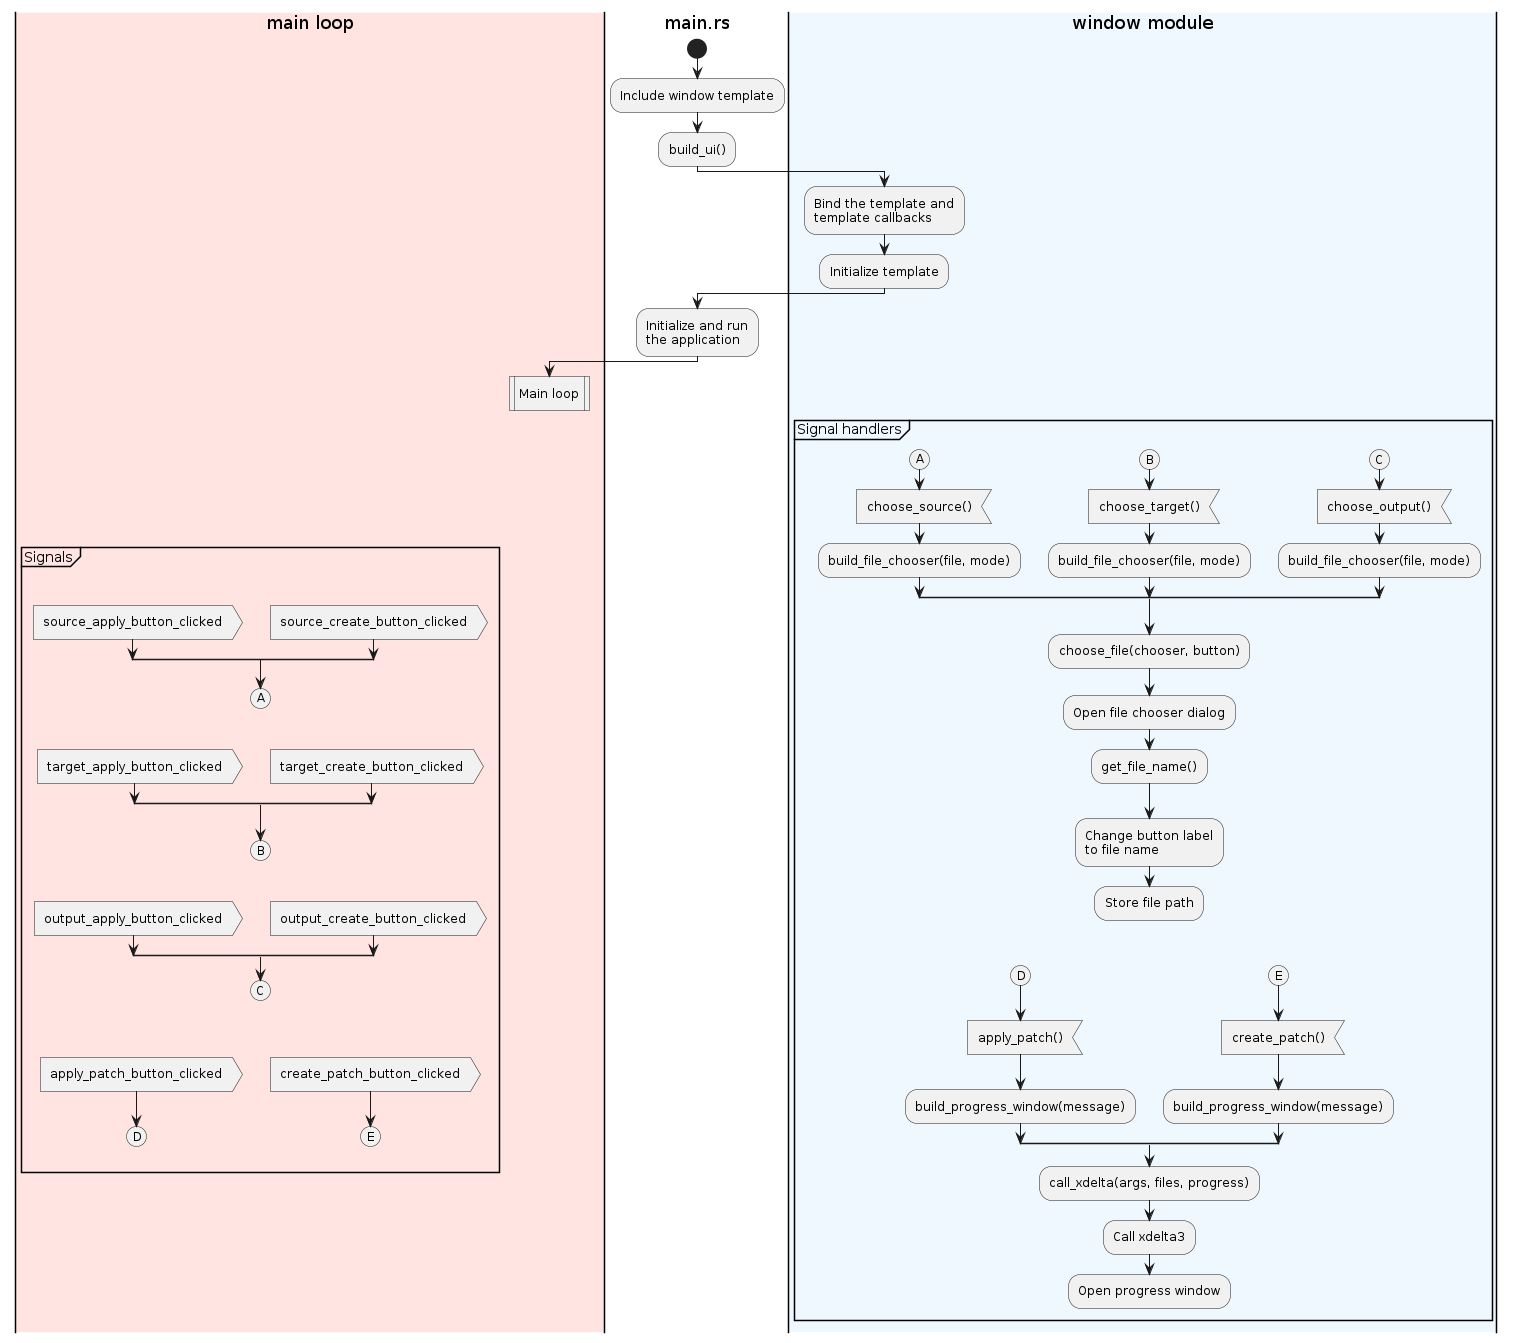 main loop
main.rs
window module
Include window template
build_ui()
Bind the template and
template callbacks
Initialize template
Initialize and run
the application
Main loop
Signal handlers
A
B
C
choose_source()
choose_target()
choose_output()
build_file_chooser(file, mode)
build_file_chooser(file, mode)
build_file_chooser(file, mode)
choose_file(chooser, button)
Open file chooser dialog
get_file_name()
Change button label
to file name
Store file path
D
E
apply_patch()
create_patch()
build_progress_window(message)
build_progress_window(message)
call_xdelta(args, files, progress)
Call xdelta3
Open progress window
Signals
source_apply_button_clicked
source_create_button_clicked
A
target_apply_button_clicked
target_create_button_clicked
B
output_apply_button_clicked
output_create_button_clicked
C
apply_patch_button_clicked
create_patch_button_clicked
D
E